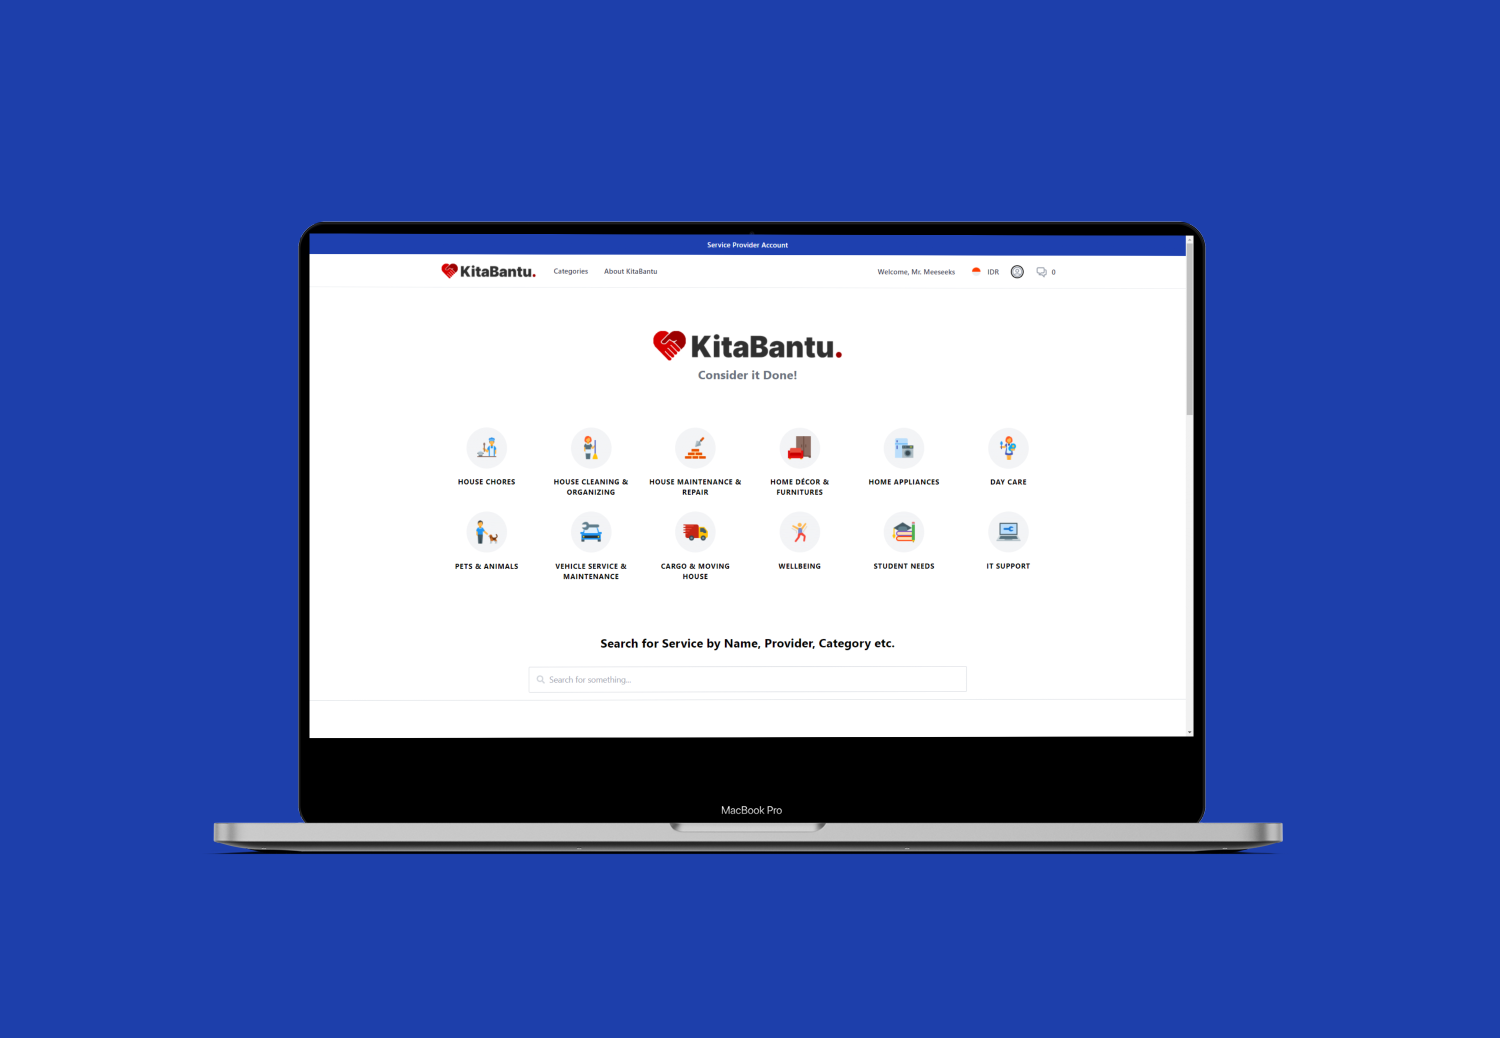 Service Provider Account
KitaBantu.
Categories
About KitaBantu
Welcome, Mr. Meeseeks
IDR
0
KitaBantu.
Consider it Done!
HOUSE CHORES
HOUSE CLEANING &
ORGANIZING
HOUSE MAINTENANCE &
REPAIR
HOME DÉCOR &
FURNITURES
HOME APPLIANCES
DAY CARE
PETS & ANIMALS
VEHICLE SERVICE &
MAINTENANCE
CARGO & MOVING
HOUSE
WELLBEING
STUDENT NEEDS
IT SUPPORT
Search for Service by Name, Provider, Category etc.
Search for something...
MacBook Pro